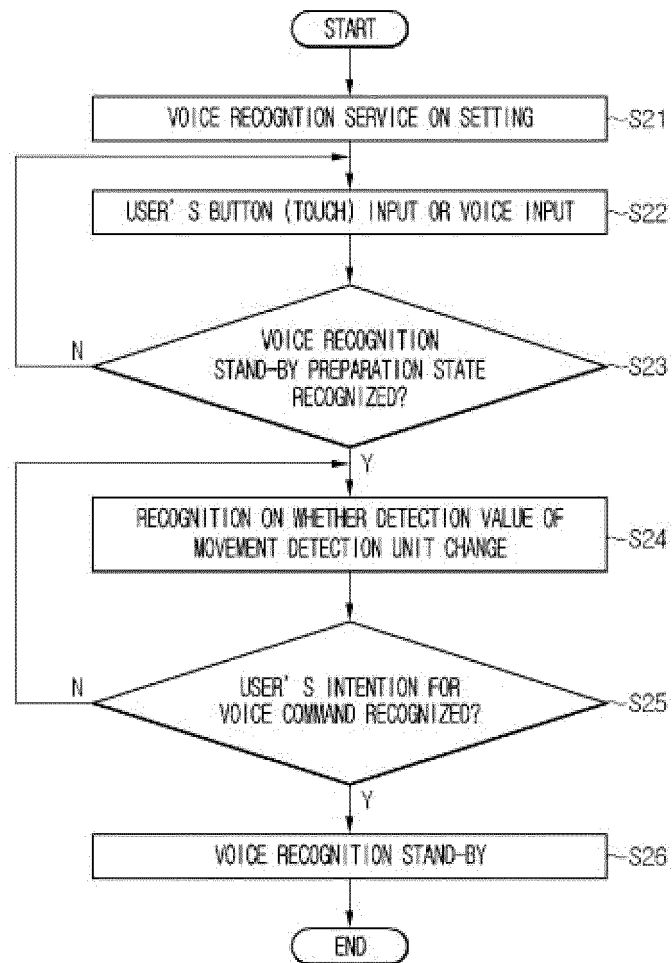 START
VOICE RECOGNTION SERVICE ON SETTING
S21
USER'S BUTTON (TOUCH) INPUT OR VOICE INPUT
S22
VOICE RECOGNITION
STAND-BY PREPARATION STATE
RECOGNIZED?
S23
N
Y
RECOGNITION ON WHETHER DETECTION VALUE OF
MOVEMENT DETECTION UNIT CHANGE
S24
USER'S INTENTION FOR
VOICE COMMAND RECOGNIZED?
S25
N
Y
VOICE RECOGNITION STAND-BY
S26
END